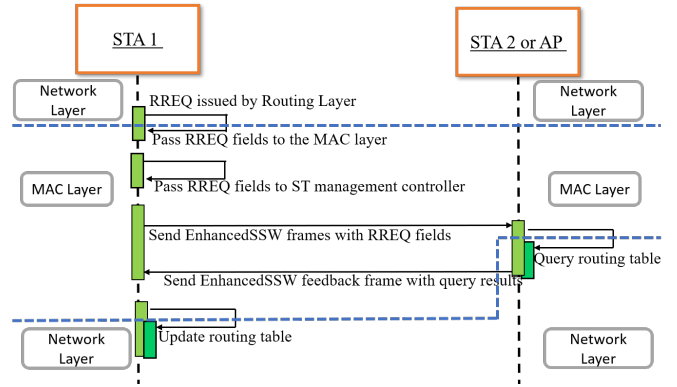 STA 1
STA 2 or AP
Network
Layer
Network
Layer
RREQ issued by Routing Layer
Pass RREQ fields to the MAC layer
MAC Layer
MAC Layer
Pass RREQ fields to ST management controller
Send EnhancedSSW frames with RREQ fields
Query routing table
Send EnhancedSSW feedback frame with query results
Update routing table
Network
Layer
Network
Layer